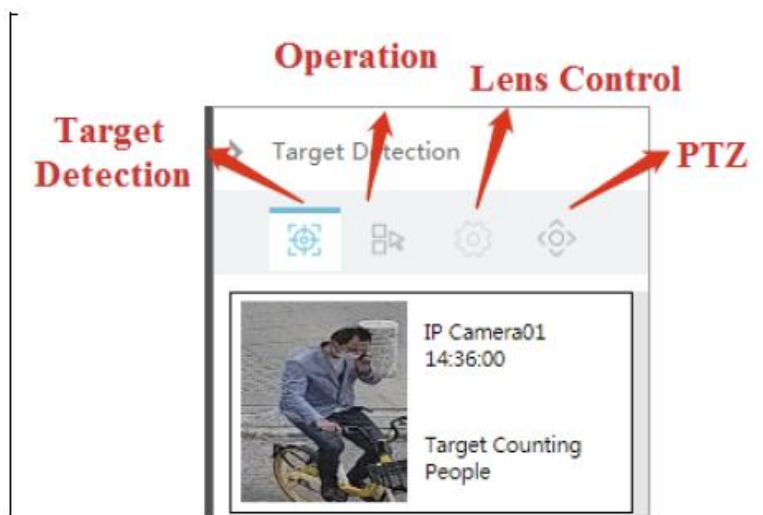 Operation
Lens Control
Target
Detection
PTZ
Target Detection
IP Camera01
14:36:00
Target Counting
People